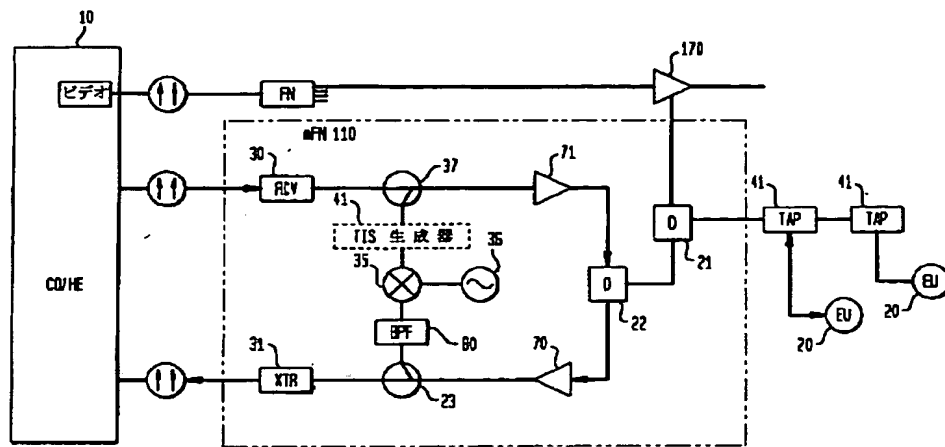 10
ビデオ
FN
170
mFN 110
30
RCV
37
71
41
TIS 生成器
35
36
CO/HE
D
21
D
22
41
TAP
41
TAP
EU
20
EU
20
BPF
60
31
XTR
23
70